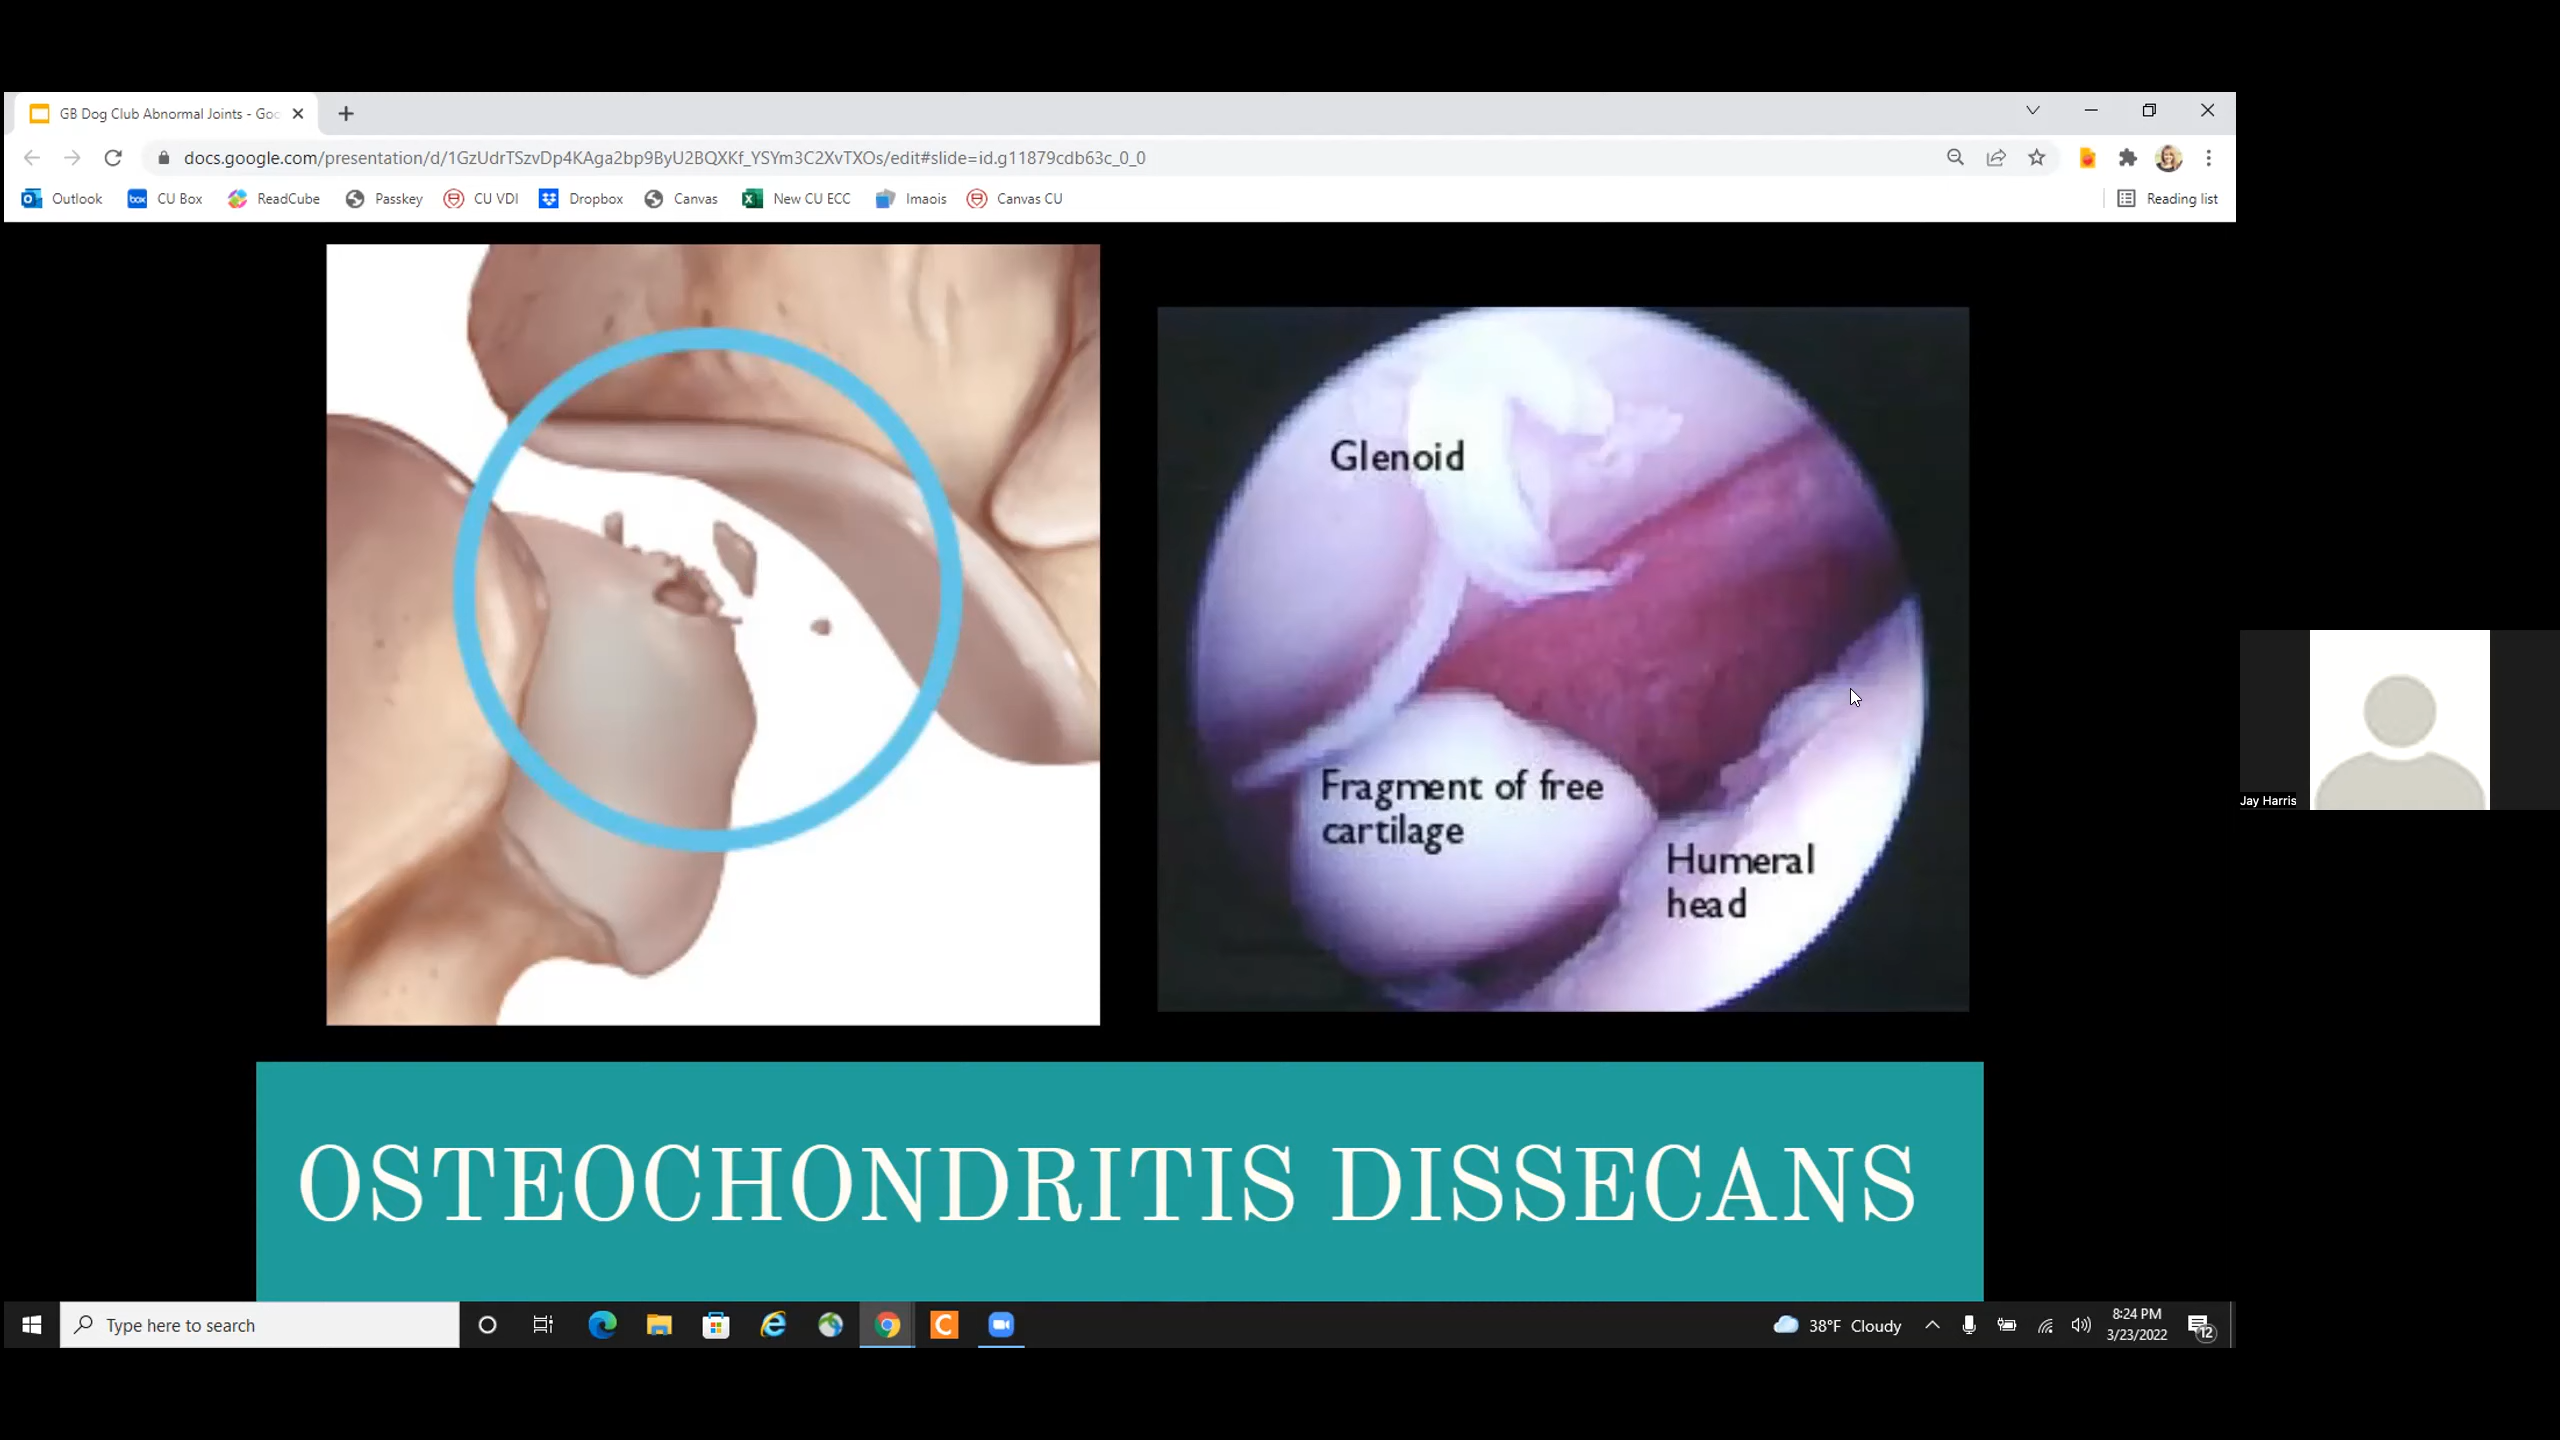 GB Dog Club Abnormal Joints - Goo
docs.google.com/presentation/d/1GzUdrTSzvDp4KAga2bp9ByU2BQXKf_YSYm3C2XvTXOs/edit#slide=id.g11879cdb63c_0_0
Outlook CU Box ReadCube Passkey CU VDI Dropbox Canvas New CU ECC Imaois Canvas CU Reading list
Glenoid
Fragment of free
cartilage
Humeral
head
Jay Harris
OSTEOCHONDRITIS DISSECANS
Type here to search
38°F Cloudy
8:24 PM
3/23/2022
12